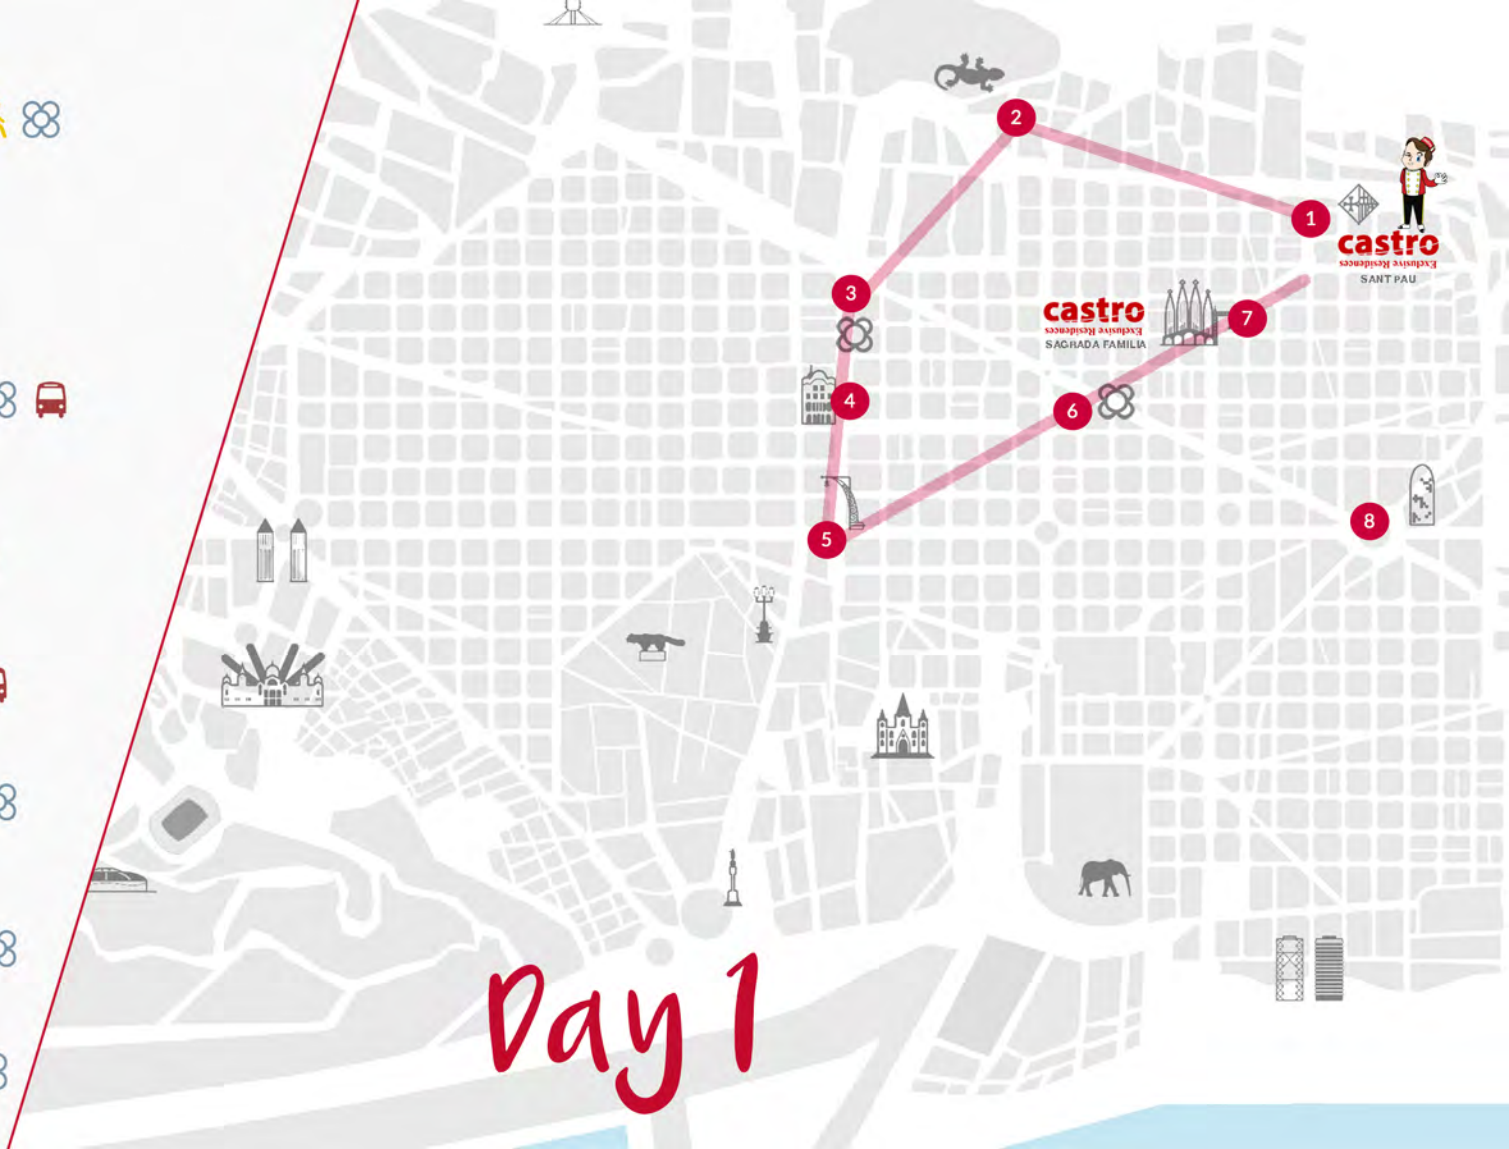 2
1
castro
Exclusive Residences
SANT PAU
3
castro
Exclusive Residences
SAGRADA FAMILIA
7
4
6
8
5
Day 1